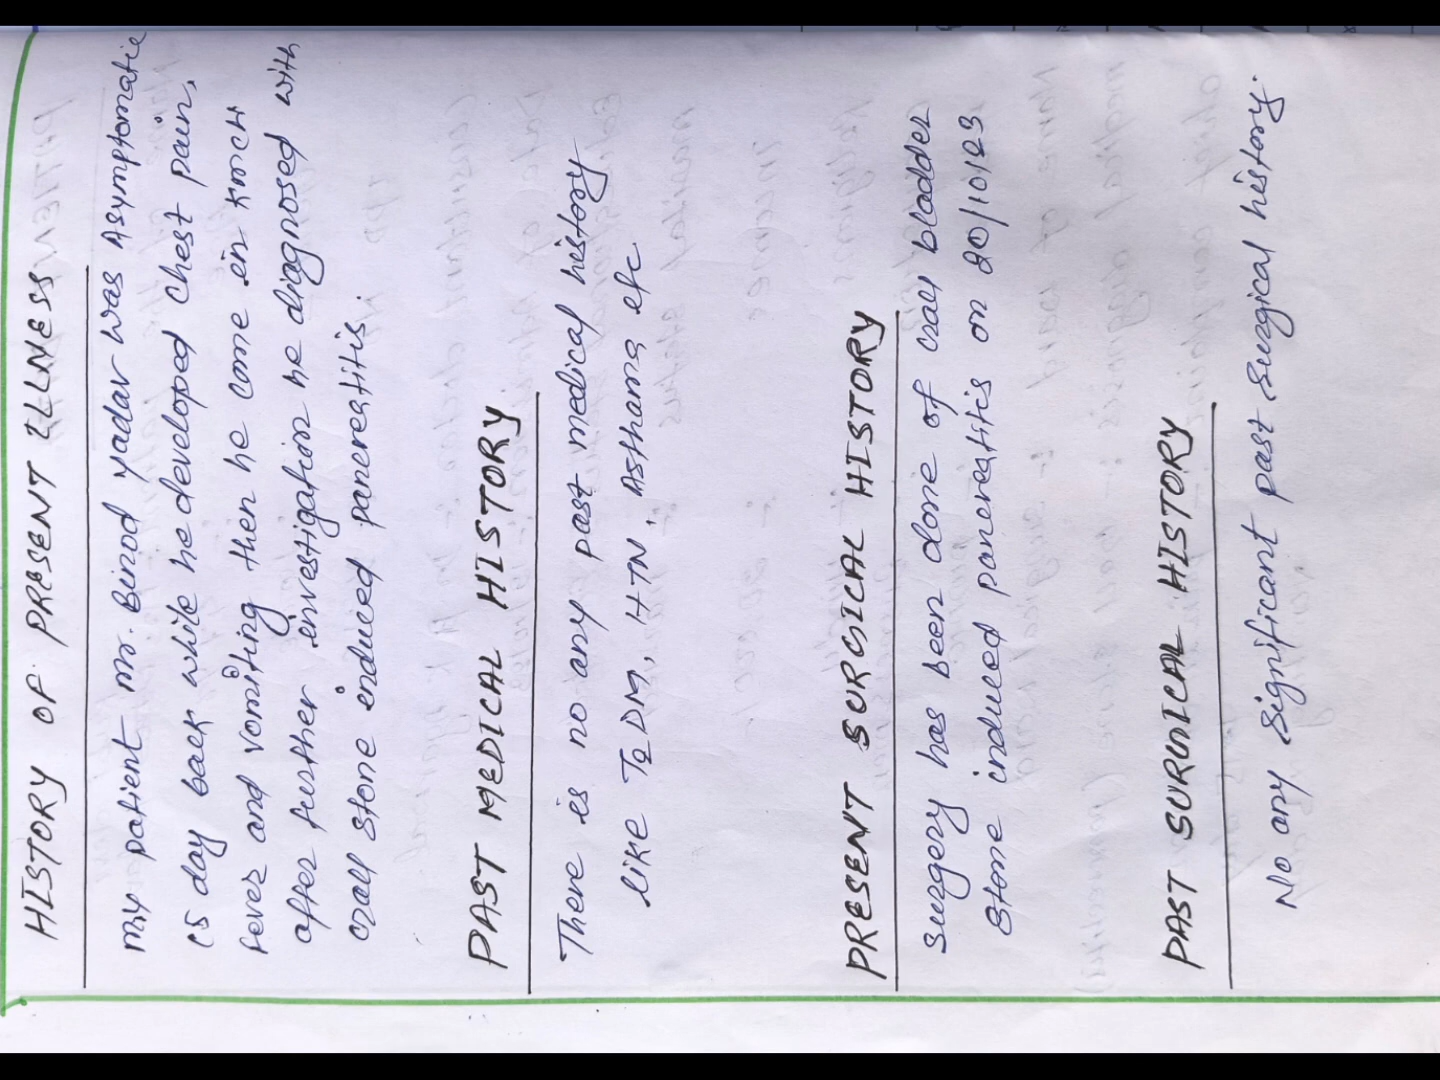 HISTORY OF PRESENT ILLNESS
my patient mr. Binod yadav was Asymptomatic
15 day back while he developed chest pain,
fever and vomiting then he come in kmcH
after further investigation he diagnosed with
Gall stone induced pancreatitis.
PAST MEDICAL HISTORY
There is no any past medical history
like T2DM, HTN, Asthama etc
PRESENT SURGICAL HISTORY
Surgery has been done of Gall bladder
Stone induced pancreatits on 20/10/23
PAST SURGICAL HISTORY
No any significant past surgical history.